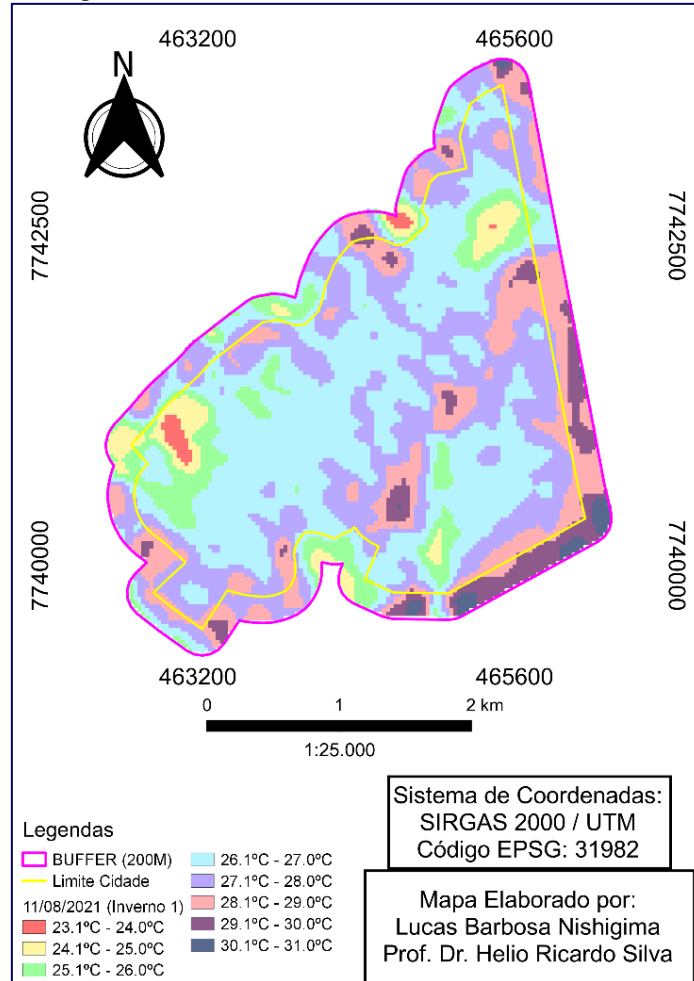 463200
465600
N
7742500
7742500
7740000
7740000
463200
465600
0
1
2 km
1:25.000
Sistema de Coordenadas:
SIRGAS 2000 / UTM
Código EPSG: 31982
Legendas
BUFFER (200M)
Limite Cidade
11/08/2021 (Inverno 1)
23.1ºC - 24.0ºC
24.1ºC - 25.0ºC
25.1ºC - 26.0ºC
26.1ºC - 27.0ºC
27.1ºC - 28.0ºC
28.1ºC - 29.0ºC
29.1ºC - 30.0ºC
30.1ºC - 31.0ºC
Mapa Elaborado por:
Lucas Barbosa Nishigima
Prof. Dr. Helio Ricardo Silva